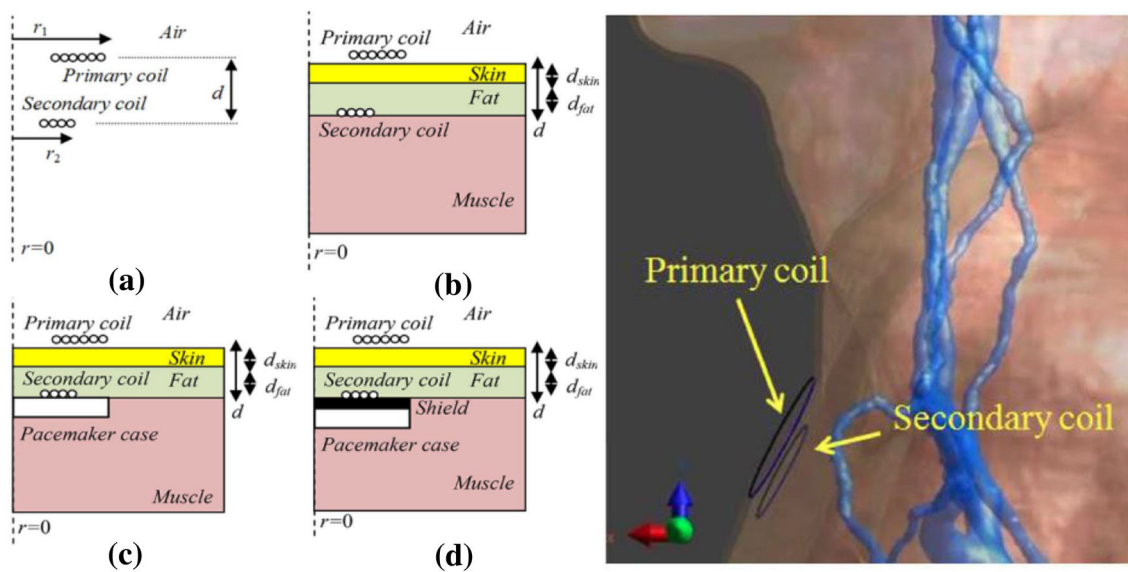 r1
Air
Primary coil
d
Secondary coil
r2
r=0
(a)
Primary coil
Air
Skin
dskin
Fat
dfat
Secondary coil
d
Muscle
r=0
(b)
Primary coil
Air
Skin
dskin
Secondary coil
Fat
dfat
d
Pacemaker case
Muscle
r=0
(c)
Primary coil
Air
Skin
dskin
Secondary coil
Fat
dfat
Shield
d
Pacemaker case
Muscle
r=0
(d)
Primary coil
Secondary coil